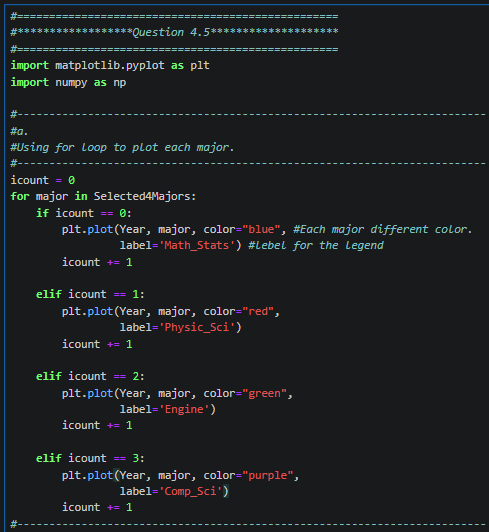 #==================================================
#******************Question 4.5********************
#==================================================
import matplotlib.pyplot as plt
import numpy as np
#-------------------------------------------------------------------------
#a.
#Using for loop to plot each major.
#-------------------------------------------------------------------------
icount = 0
for major in Selected4Majors:
    if icount == 0:
        plt.plot(Year, major, color="blue", #Each major different color.
                 label='Math_Stats') #lebel for the legend
        icount += 1
    elif icount == 1:
        plt.plot(Year, major, color="red",
                 label='Physic_Sci')
        icount += 1
    elif icount == 2:
        plt.plot(Year, major, color="green",
                 label='Engine')
        icount += 1
    elif icount == 3:
        plt.plot(Year, major, color="purple",
                 label='Comp_Sci')
        icount += 1
#-------------------------------------------------------------------------